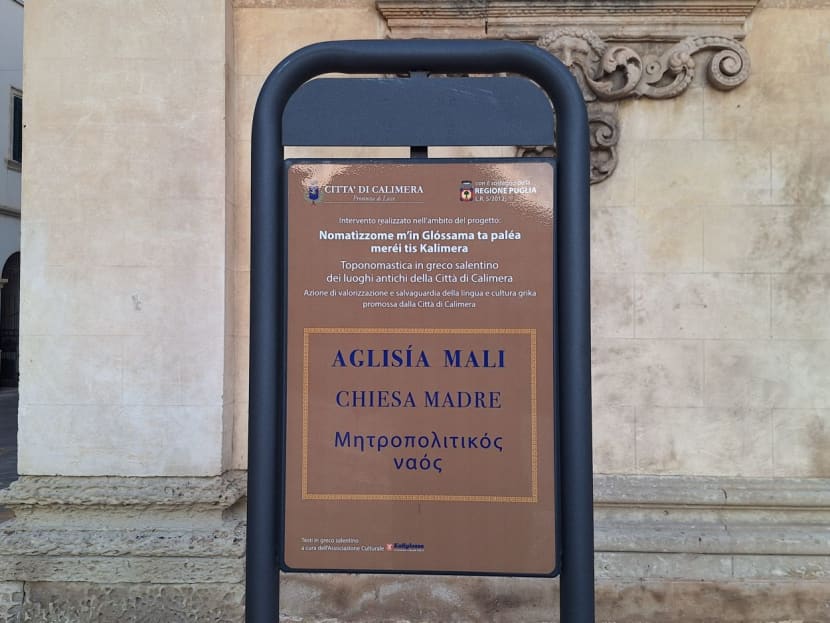 CITTA' DI CALIMERA
Provincia di Lecce
con il sostegno della
REGIONE PUGLIA
L.R. 5/2012
Intervento realizzato nell'ambito del progetto:
Nomatìzzome m'in Glóssama ta paléa
meréi tis Kalimera
Toponomastica in greco salentino
dei luoghi antichi della Città di Calimera
Azione di valorizzazione e salvaguardia della lingua e cultura grika
promossa dalla Città di Calimera
AGLISÍA MALI
CHIESA MADRE
Μητροπολιτικός
ναός
Testi in greco salentino
a cura dell'Associazione Culturale